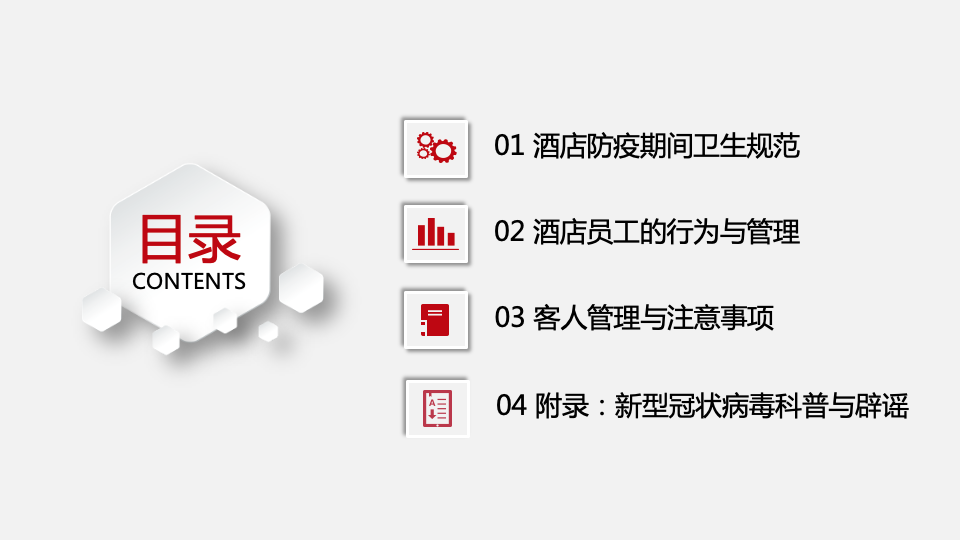 目录
CONTENTS
01 酒店防疫期间卫生规范
02 酒店员工的行为与管理
03 客人管理与注意事项
04 附录：新型冠状病毒科普与辟谣